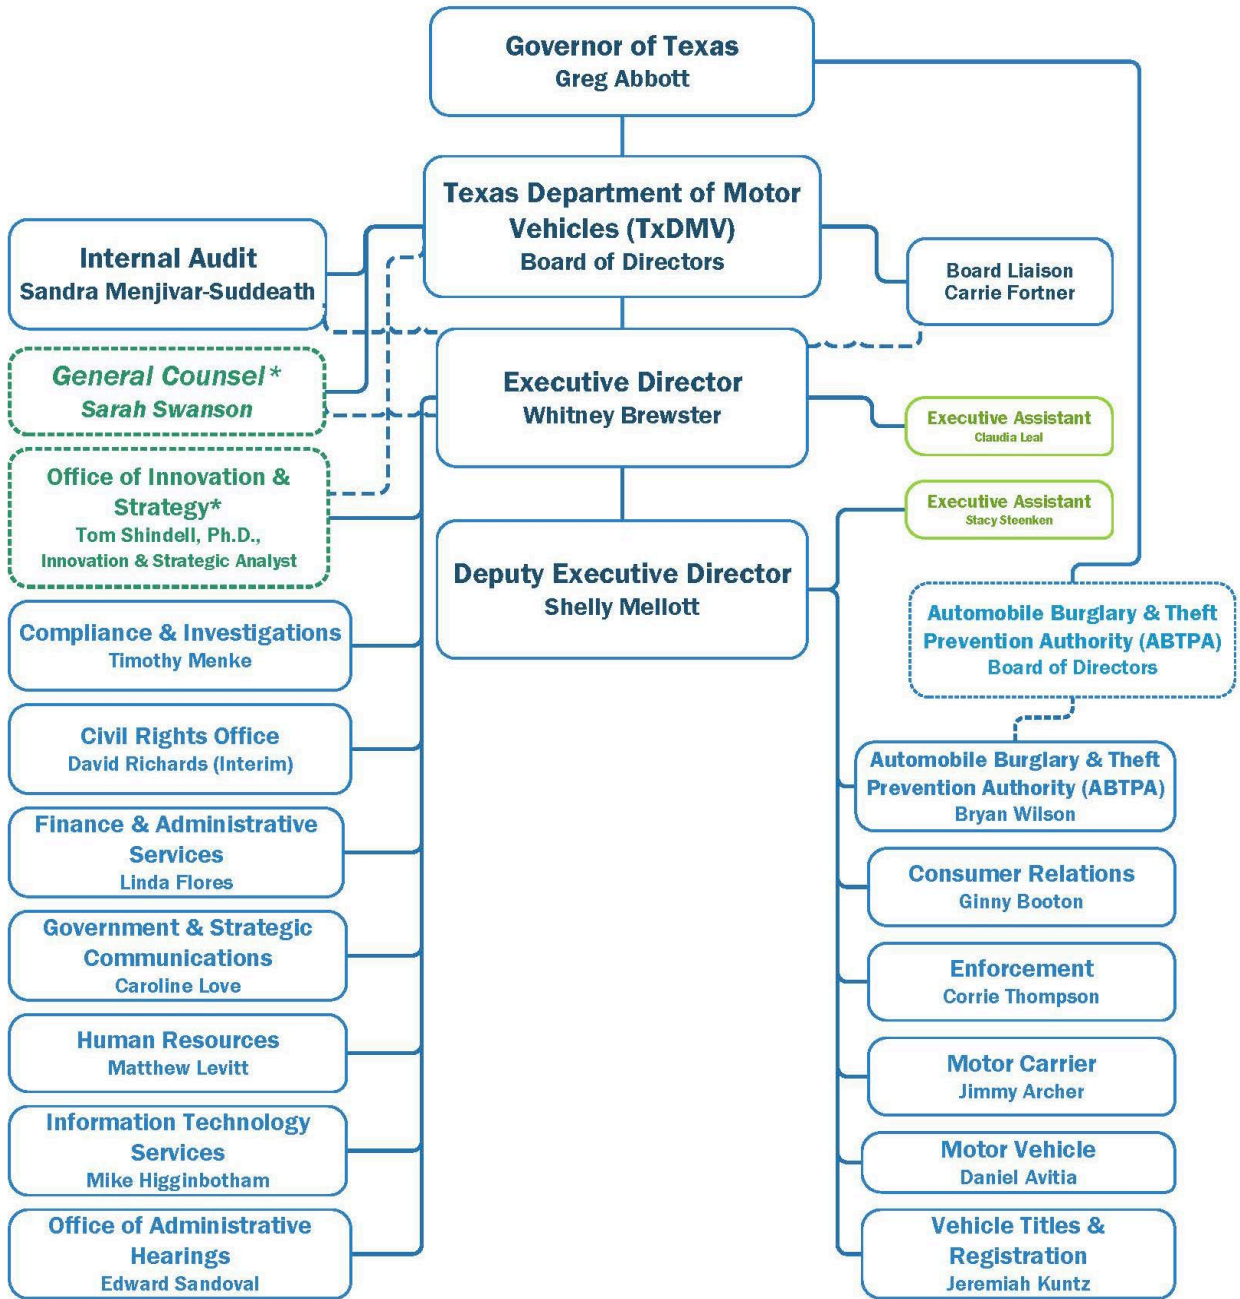 Governor of Texas
Greg Abbott
Texas Department of Motor
Vehicles (TxDMV)
Board of Directors
Internal Audit
Sandra Menjivar-Suddeath
Board Liaison
Carrie Fortner
General Counsel*
Sarah Swanson
Executive Director
Whitney Brewster
Executive Assistant
Claudia Leal
Office of Innovation &
Strategy*
Tom Shindell, Ph.D.,
Innovation & Strategic Analyst
Executive Assistant
Stacy Steenken
Deputy Executive Director
Shelly Mellott
Automobile Burglary & Theft
Prevention Authority (ABTPA)
Board of Directors
Compliance & Investigations
Timothy Menke
Civil Rights Office
David Richards (Interim)
Finance & Administrative
Services
Linda Flores
Government & Strategic
Communications
Caroline Love
Human Resources
Matthew Levitt
Information Technology
Services
Mike Higginbotham
Office of Administrative
Hearings
Edward Sandoval
Automobile Burglary & Theft
Prevention Authority (ABTPA)
Bryan Wilson
Consumer Relations
Ginny Booton
Enforcement
Corrie Thompson
Motor Carrier
Jimmy Archer
Motor Vehicle
Daniel Avitia
Vehicle Titles &
Registration
Jeremiah Kuntz